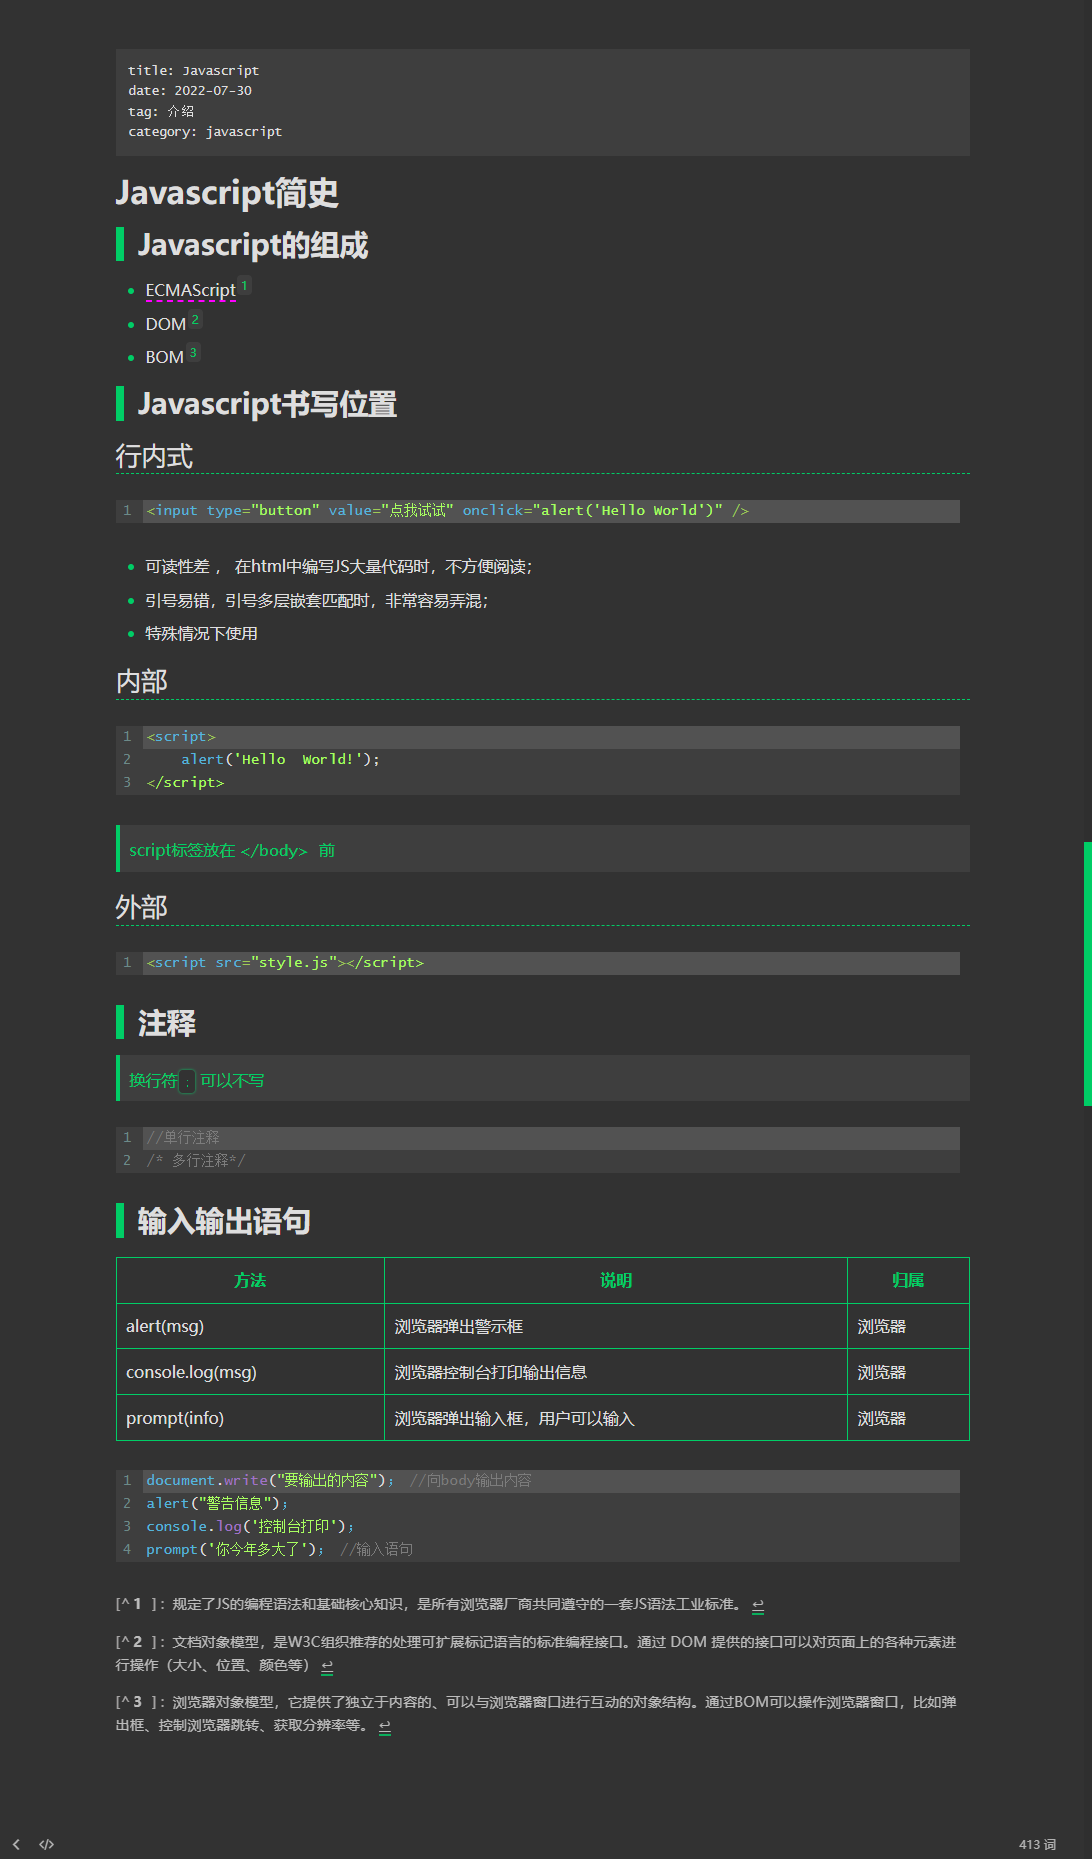 title: Javascript
date: 2022-07-30
tag: 介绍
category: javascript
Javascript简史
Javascript的组成
ECMAScript 1
DOM 2
BOM 3
Javascript书写位置
行内式
1 <input type="button" value="点我试试" onclick="alert('Hello World')" />
可读性差 ， 在html中编写JS大量代码时，不方便阅读；
引号易错，引号多层嵌套匹配时，非常容易弄混；
特殊情况下使用
内部
1 <script>
2     alert('Hello  World!');
3 </script>
script标签放在 </body> 前
外部
1 <script src="style.js"></script>
注释
换行符 ; 可以不写
1 //单行注释
2 /* 多行注释*/
输入输出语句
方法 说明 归属
alert(msg) 浏览器弹出警示框 浏览器
console.log(msg) 浏览器控制台打印输出信息 浏览器
prompt(info) 浏览器弹出输入框，用户可以输入 浏览器
1 document.write("要输出的内容"); //向body输出内容
2 alert("警告信息");
3 console.log('控制台打印');
4 prompt('你今年多大了'); //输入语句
[^ 1 ]：规定了JS的编程语法和基础核心知识，是所有浏览器厂商共同遵守的一套JS语法工业标准。 ↩
[^ 2 ]：文档对象模型，是W3C组织推荐的处理可扩展标记语言的标准编程接口。通过 DOM 提供的接口可以对页面上的各种元素进
行操作（大小、位置、颜色等） ↩
[^ 3 ]：浏览器对象模型，它提供了独立于内容的、可以与浏览器窗口进行互动的对象结构。通过BOM可以操作浏览器窗口，比如弹
出框、控制浏览器跳转、获取分辨率等。 ↩
413 词